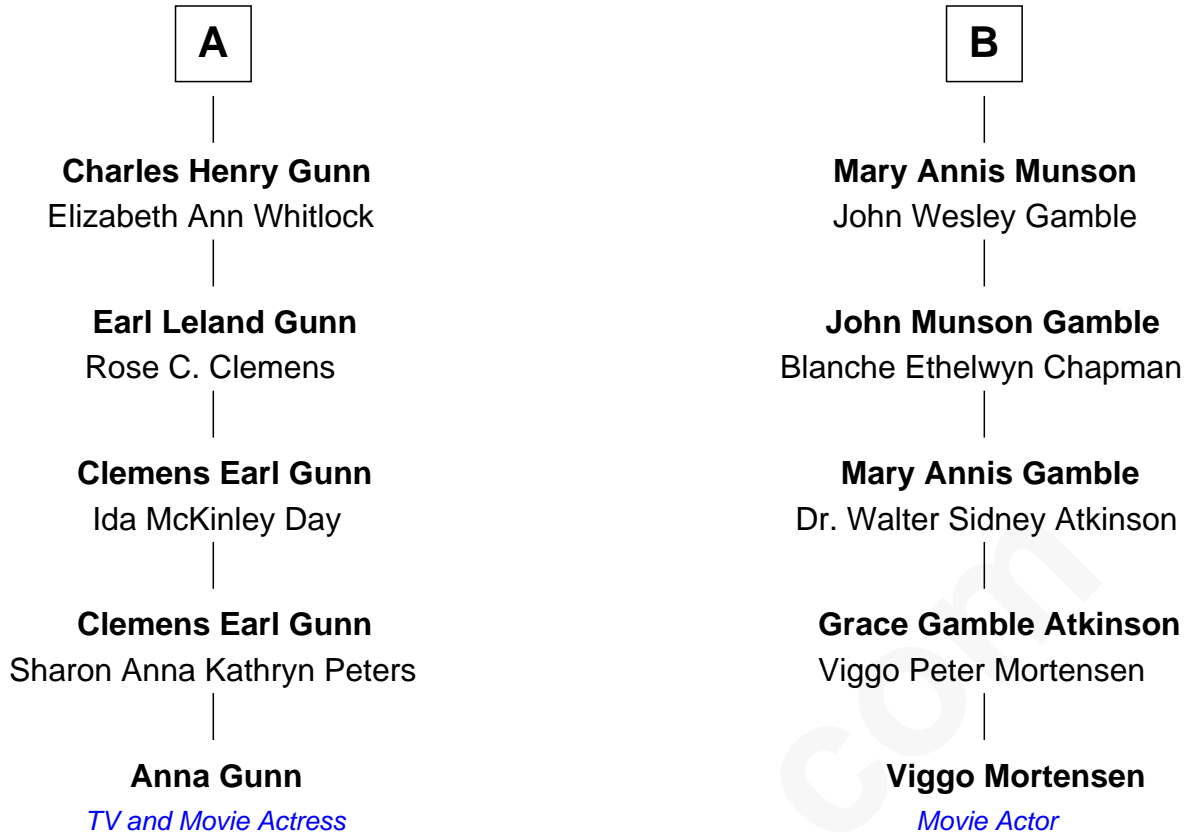 A
Charles Henry Gunn
Elizabeth Ann Whitlock
Earl Leland Gunn
Rose C. Clemens
Clemens Earl Gunn
Ida McKinley Day
Clemens Earl Gunn
Sharon Anna Kathryn Peters
Anna Gunn
TV and Movie Actress
B
Mary Annis Munson
John Wesley Gamble
John Munson Gamble
Blanche Ethelwyn Chapman
Mary Annis Gamble
Dr. Walter Sidney Atkinson
Grace Gamble Atkinson
Viggo Peter Mortensen
Viggo Mortensen
Movie Actor
com